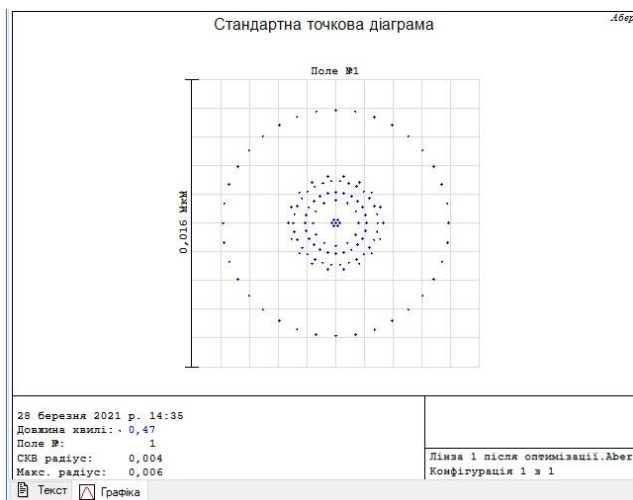 Стандартна точкова діаграма
Абер
Поле №1
0,016 МкМ
28 березня 2021 р. 14:35
Довжина хвилі: 0,47
Поле №: 1
СКВ радіус: 0,004
Макс. радіус: 0,006
Лінза 1 після оптимізації.Aber
Конфігурація 1 з 1
Текст Графіка